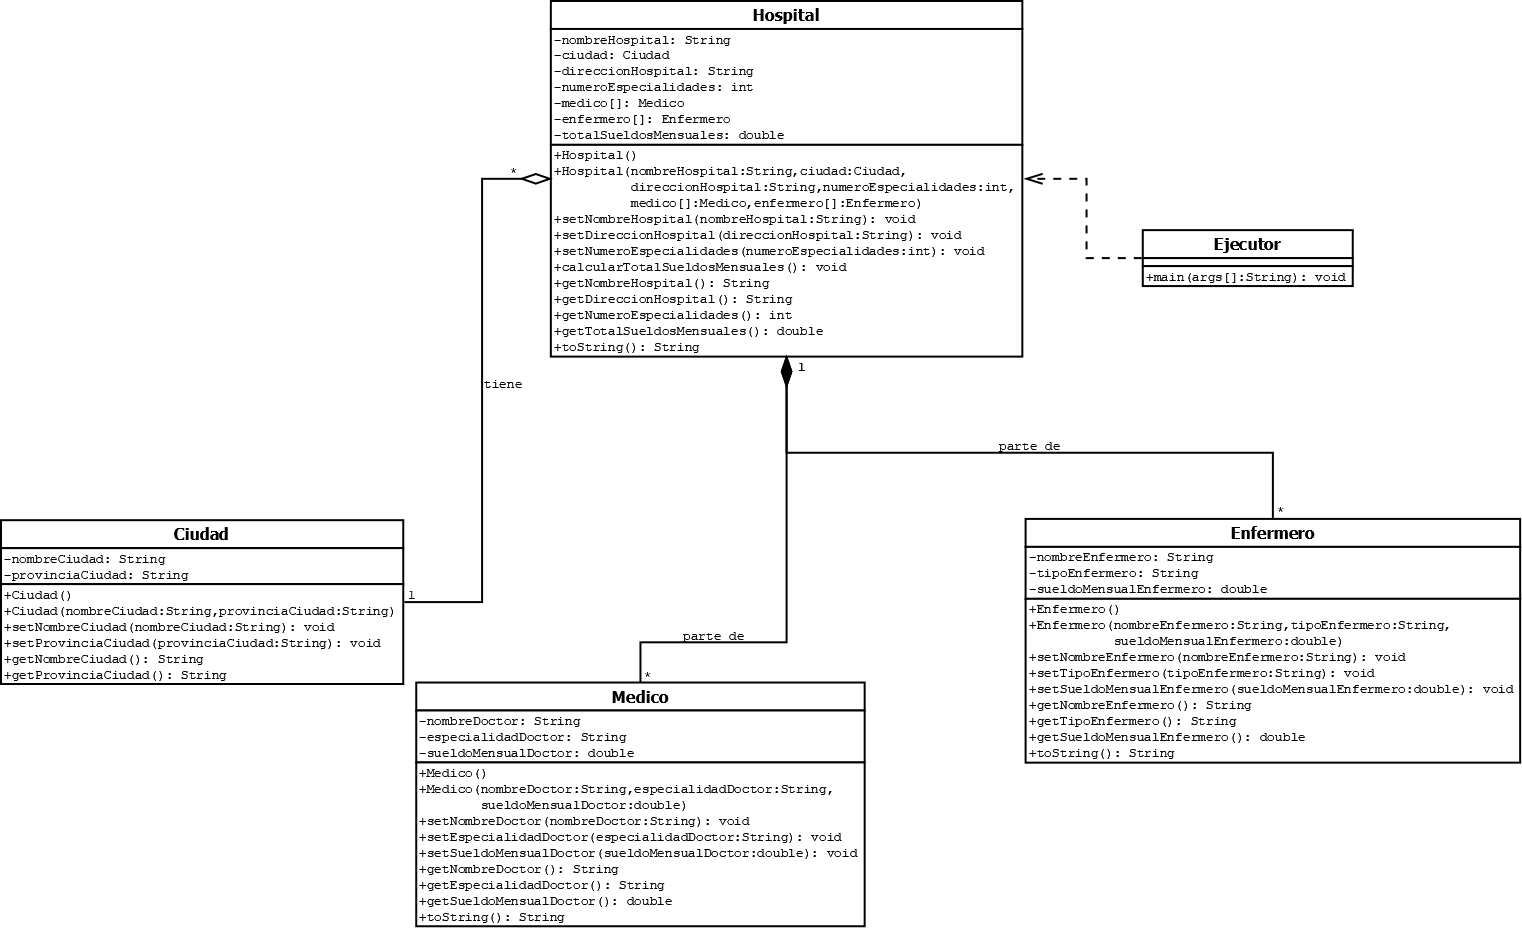 Hospital
-nombreHospital: String
-ciudad: Ciudad
-direccionHospital: String
-numeroEspecialidades: int
-medico[]: Medico
-enfermero[]: Enfermero
-totalSueldosMensuales: double
+Hospital()
+Hospital(nombreHospital:String,ciudad:Ciudad,
direccionHospital:String,numeroEspecialidades:int,
medico[]:Medico,enfermero[]:Enfermero)
+setNombreHospital(nombreHospital:String): void
+setDireccionHospital(direccionHospital:String): void
+setNumeroEspecialidades(numeroEspecialidades:int): void
+calcularTotalSueldosMensuales(): void
+getNombreHospital(): String
+getDireccionHospital(): String
+getNumeroEspecialidades(): int
+getTotalSueldosMensuales(): double
+toString(): String
*
Ejecutor
+main(args[]:String): void
1
tiene
parte de
*
Ciudad
-nombreCiudad: String
-provinciaCiudad: String
+Ciudad()
+Ciudad(nombreCiudad:String,provinciaCiudad:String)
+setNombreCiudad(nombreCiudad:String): void
+setProvinciaCiudad(provinciaCiudad:String): void
+getNombreCiudad(): String
+getProvinciaCiudad(): String
1
Enfermero
-nombreEnfermero: String
-tipoEnfermero: String
-sueldoMensualEnfermero: double
+Enfermero()
+Enfermero(nombreEnfermero:String,tipoEnfermero:String,
sueldoMensualEnfermero:double)
+setNombreEnfermero(nombreEnfermero:String): void
+setTipoEnfermero(tipoEnfermero:String): void
+setSueldoMensualEnfermero(sueldoMensualEnfermero:double): void
+getNombreEnfermero(): String
+getTipoEnfermero(): String
+getSueldoMensualEnfermero(): double
+toString(): String
parte de
*
Medico
-nombreDoctor: String
-especialidadDoctor: String
-sueldoMensualDoctor: double
+Medico()
+Medico(nombreDoctor:String,especialidadDoctor:String,
sueldoMensualDoctor:double)
+setNombreDoctor(nombreDoctor:String): void
+setEspecialidadDoctor(especialidadDoctor:String): void
+setSueldoMensualDoctor(sueldoMensualDoctor:double): void
+getNombreDoctor(): String
+getEspecialidadDoctor(): String
+getSueldoMensualDoctor(): double
+toString(): String